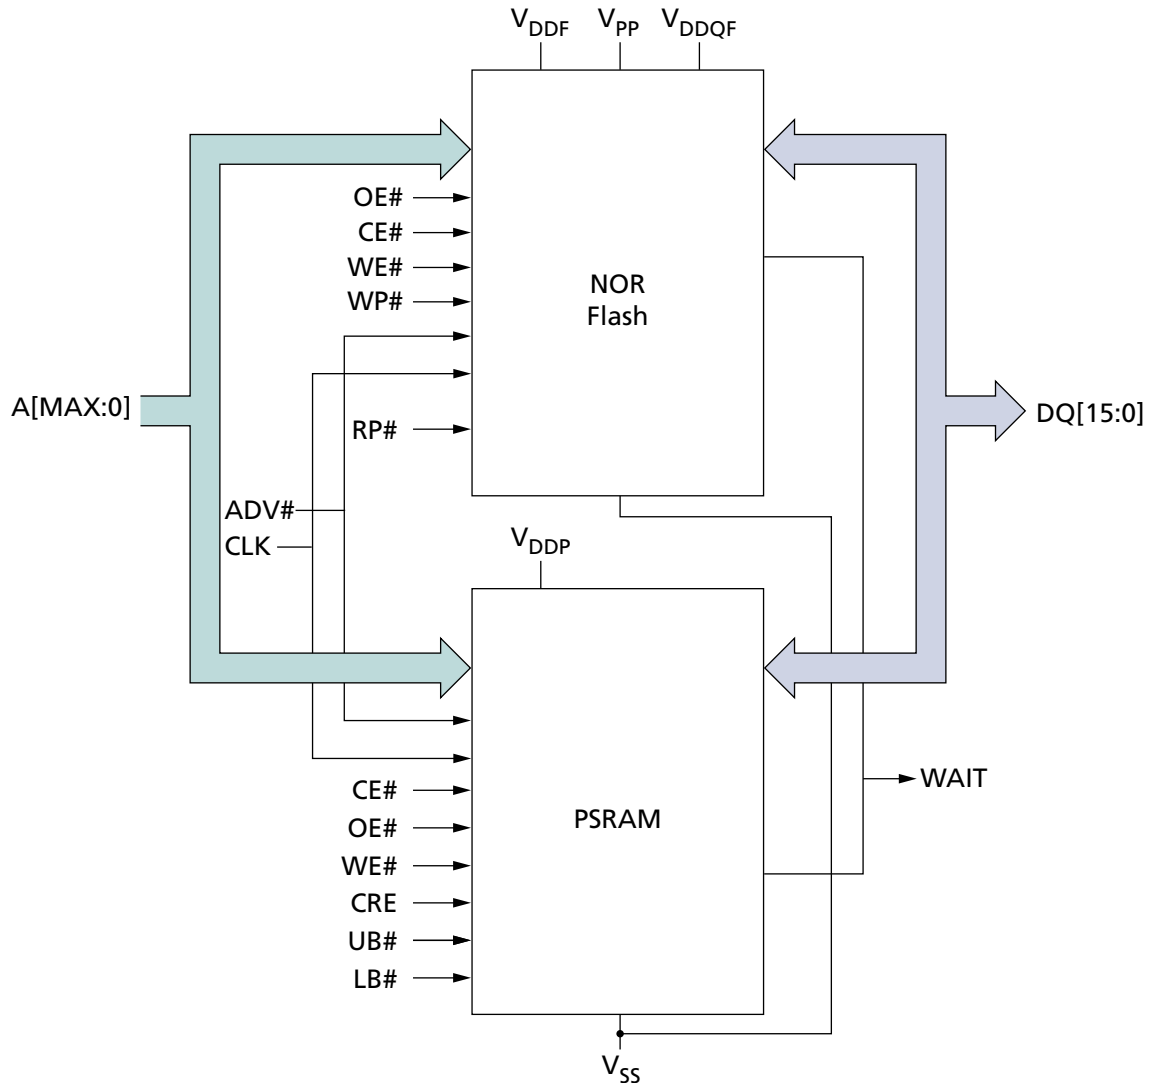 V_DDF V_PP V_DDQF
OE#
CE#
WE#
WP#
NOR
Flash
A[MAX:0]
DQ[15:0]
RP#
ADV#
CLK
V_DDP
CE#
OE#
WE#
CRE
UB#
LB#
PSRAM
WAIT
V_SS